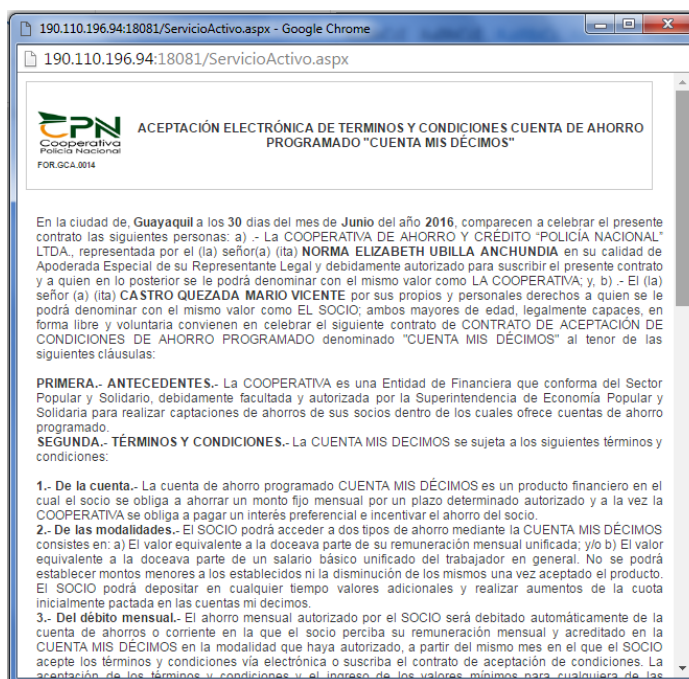 190.110.196.94:18081/ServicioActivo.aspx - Google Chrome
190.110.196.94:18081/ServicioActivo.aspx
CPN
Cooperativa
Policía Nacional
FOR.GCA.0014
ACEPTACIÓN ELECTRÓNICA DE TERMINOS Y CONDICIONES CUENTA DE AHORRO
PROGRAMADO "CUENTA MIS DÉCIMOS"
En la ciudad de, Guayaquil a los 30 dias del mes de Junio del año 2016, comparecen a celebrar el presente
contrato las siguientes personas: a) .- La COOPERATIVA DE AHORRO Y CRÉDITO “POLICÍA NACIONAL”
LTDA., representada por el (la) señor(a) (ita) NORMA ELIZABETH UBILLA ANCHUNDIA en su calidad de
Apoderada Especial de su Representante Legal y debidamente autorizado para suscribir el presente contrato
y a quien en lo posterior se le podrá denominar con el mismo valor como LA COOPERATIVA; y, b) .- El (la)
señor (a) (ita) CASTRO QUEZADA MARIO VICENTE por sus propios y personales derechos a quien se le
podrá denominar con el mismo valor como EL SOCIO; ambos mayores de edad, legalmente capaces, en
forma libre y voluntaria convienen en celebrar el siguiente contrato de CONTRATO DE ACEPTACIÓN DE
CONDICIONES DE AHORRO PROGRAMADO denominado "CUENTA MIS DÉCIMOS" al tenor de las
siguientes cláusulas:
PRIMERA.- ANTECEDENTES.- La COOPERATIVA es una Entidad de Financiera que conforma del Sector
Popular y Solidario, debidamente facultada y autorizada por la Superintendencia de Economía Popular y
Solidaria para realizar captaciones de ahorros de sus socios dentro de los cuales ofrece cuentas de ahorro
programado.
SEGUNDA.- TÉRMINOS Y CONDICIONES.- La CUENTA MIS DECIMOS se sujeta a los siguientes términos y
condiciones:
1.- De la cuenta.- La cuenta de ahorro programado CUENTA MIS DÉCIMOS es un producto financiero en el
cual el socio se obliga a ahorrar un monto fijo mensual por un plazo determinado autorizado y a la vez la
COOPERATIVA se obliga a pagar un interés preferencial e incentivar el ahorro del socio.
2.- De las modalidades.- El SOCIO podrá acceder a dos tipos de ahorro mediante la CUENTA MIS DÉCIMOS
consistes en: a) El valor equivalente a la doceava parte de su remuneración mensual unificada; y/o b) El valor
equivalente a la doceava parte de un salario básico unificado del trabajador en general. No se podrá
establecer montos menores a los establecidos ni la disminución de los mismos una vez aceptado el producto.
El SOCIO podrá depositar en cualquier tiempo valores adicionales y realizar aumentos de la cuota
inicialmente pactada en las cuentas mi decimos.
3.- Del débito mensual.- El ahorro mensual autorizado por el SOCIO será debitado automáticamente de la
cuenta de ahorros o corriente en la que el socio perciba su remuneración mensual y acreditado en la
CUENTA MIS DÉCIMOS en la modalidad que haya autorizado, a partir del mismo mes en el que el SOCIO
acepte los términos y condiciones vía electrónica o suscriba el contrato de aceptación de condiciones. La
aceptación de los términos y condiciones y el ingreso de los valores mínimos para cualquiera de las